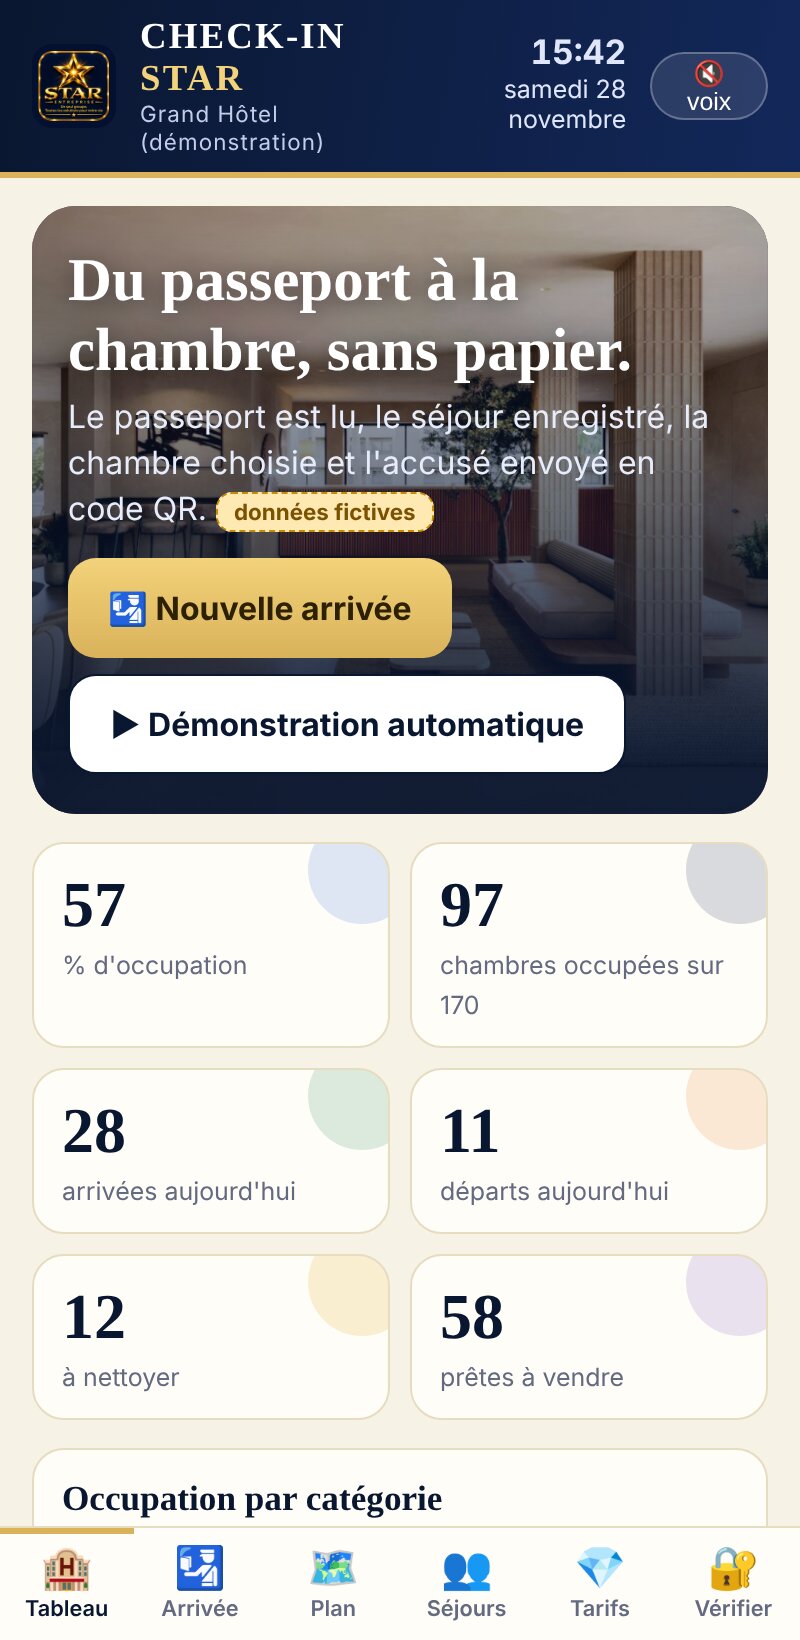 CHECK-IN
STAR
Grand Hôtel
(démonstration)
STAR
ENTREPRISE
15:42
samedi 28
novembre
voix
Du passeport à la
chambre, sans papier.
Le passeport est lu, le séjour enregistré, la
chambre choisie et l'accusé envoyé en
code QR. données fictives
Nouvelle arrivée
▶ Démonstration automatique
57
% d'occupation
97
chambres occupées sur
170
28
arrivées aujourd'hui
11
départs aujourd'hui
12
à nettoyer
58
prêtes à vendre
Occupation par catégorie
H
Tableau
Arrivée
Plan
Séjours
Tarifs
Vérifier